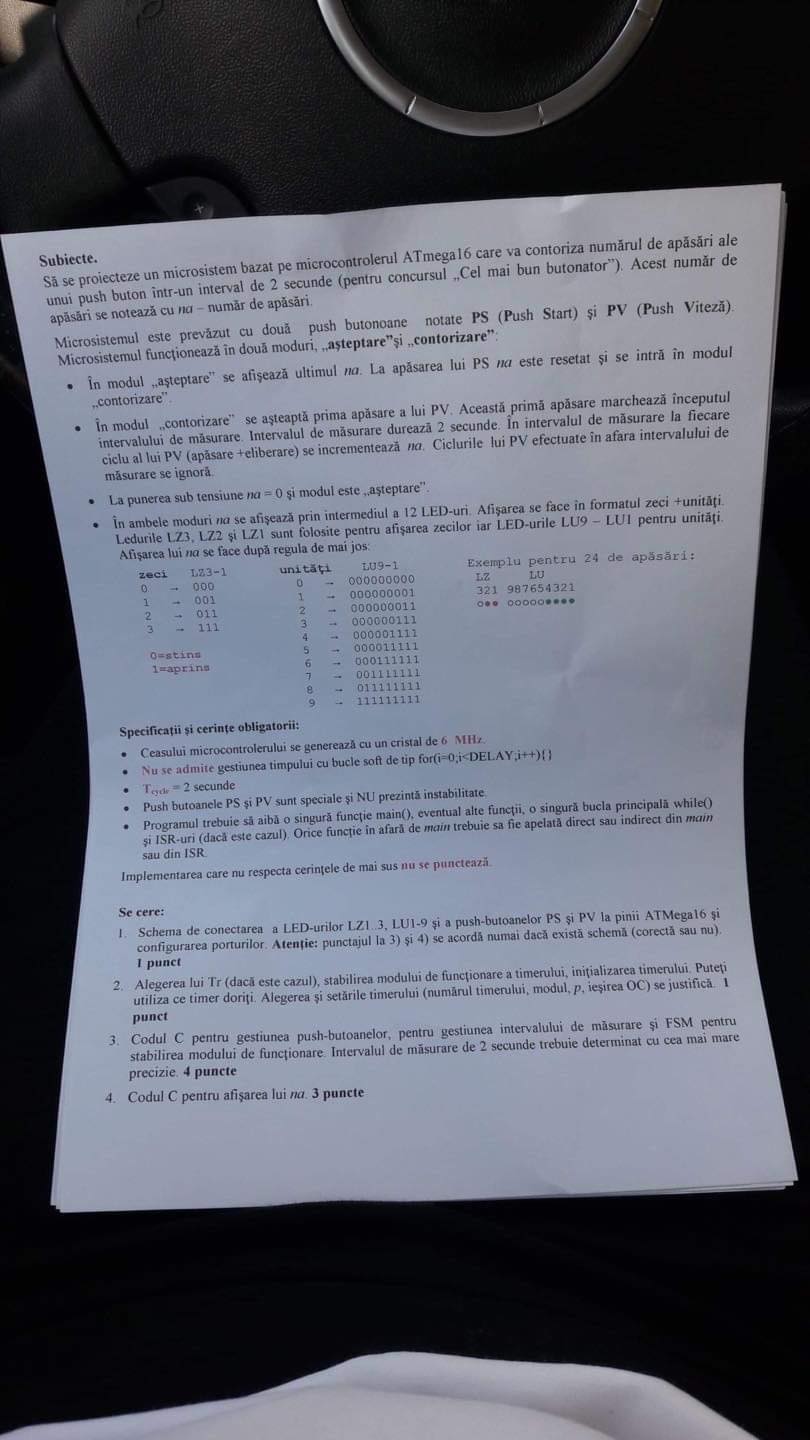 Subiecte.
Să se proiecteze un microsistem bazat pe microcontrolerul ATmega16 care va contoriza numărul de apăsări ale
unui push buton într-un interval de 2 secunde (pentru concursul „Cel mai bun butonator”). Acest număr de
apăsări se notează cu na – număr de apăsări.
Microsistemul este prevăzut cu două push butonoane notate PS (Push Start) şi PV (Push Viteză).
Microsistemul funcţionează în două moduri, „aşteptare”şi „contorizare”:
• În modul „aşteptare” se afişează ultimul na. La apăsarea lui PS na este resetat şi se intră în modul
„contorizare”.
• În modul „contorizare” se aşteaptă prima apăsare a lui PV. Această primă apăsare marchează începutul
intervalului de măsurare. Intervalul de măsurare durează 2 secunde. În intervalul de măsurare la fiecare
ciclu al lui PV (apăsare +eliberare) se incrementează na. Ciclurile lui PV efectuate în afara intervalului de
măsurare se ignoră.
• La punerea sub tensiune na = 0 şi modul este „aşteptare”.
• În ambele moduri na se afişează prin intermediul a 12 LED-uri. Afişarea se face în formatul zeci +unităţi.
Ledurile LZ3, LZ2 şi LZ1 sunt folosite pentru afişarea zecilor iar LED-urile LU9 – LU1 pentru unităţi.
Afişarea lui na se face după regula de mai jos:
zeci LZ3-1
0 → 000
1 → 001
2 → 011
3 → 111
0=stins
1=aprins
unităţi LU9-1
0 → 000000000
1 → 000000001
2 → 000000011
3 → 000000111
4 → 000001111
5 → 000011111
6 → 000111111
7 → 001111111
8 → 011111111
9 → 111111111
Exemplu pentru 24 de apăsări:
LZ LU
321 987654321
o●● ooooo●●●●
Specificaţii şi cerinţe obligatorii:
• Ceasului microcontrolerului se generează cu un cristal de 6 MHz.
• Nu se admite gestiunea timpului cu bucle soft de tip for(i=0;i<DELAY;i++){}
• Tcycle = 2 secunde
• Push butoanele PS şi PV sunt speciale şi NU prezintă instabilitate.
• Programul trebuie să aibă o singură funcţie main(), eventual alte funcţii, o singură bucla principală while()
şi ISR-uri (dacă este cazul). Orice funcţie în afară de main trebuie sa fie apelată direct sau indirect din main
sau din ISR.
Implementarea care nu respecta cerinţele de mai sus nu se punctează.
Se cere:
1. Schema de conectarea a LED-urilor LZ1..3, LU1-9 şi a push-butoanelor PS şi PV la pinii ATMega16 şi
configurarea porturilor. Atenţie: punctajul la 3) şi 4) se acordă numai dacă există schemă (corectă sau nu).
1 punct
2. Alegerea lui Tr (dacă este cazul), stabilirea modului de funcţionare a timerului, iniţializarea timerului. Puteţi
utiliza ce timer doriţi. Alegerea şi setările timerului (numărul timerului, modul, p, ieşirea OC) se justifică. 1
punct
3. Codul C pentru gestiunea push-butoanelor, pentru gestiunea intervalului de măsurare şi FSM pentru
stabilirea modului de funcţionare. Intervalul de măsurare de 2 secunde trebuie determinat cu cea mai mare
precizie. 4 puncte
4. Codul C pentru afişarea lui na. 3 puncte